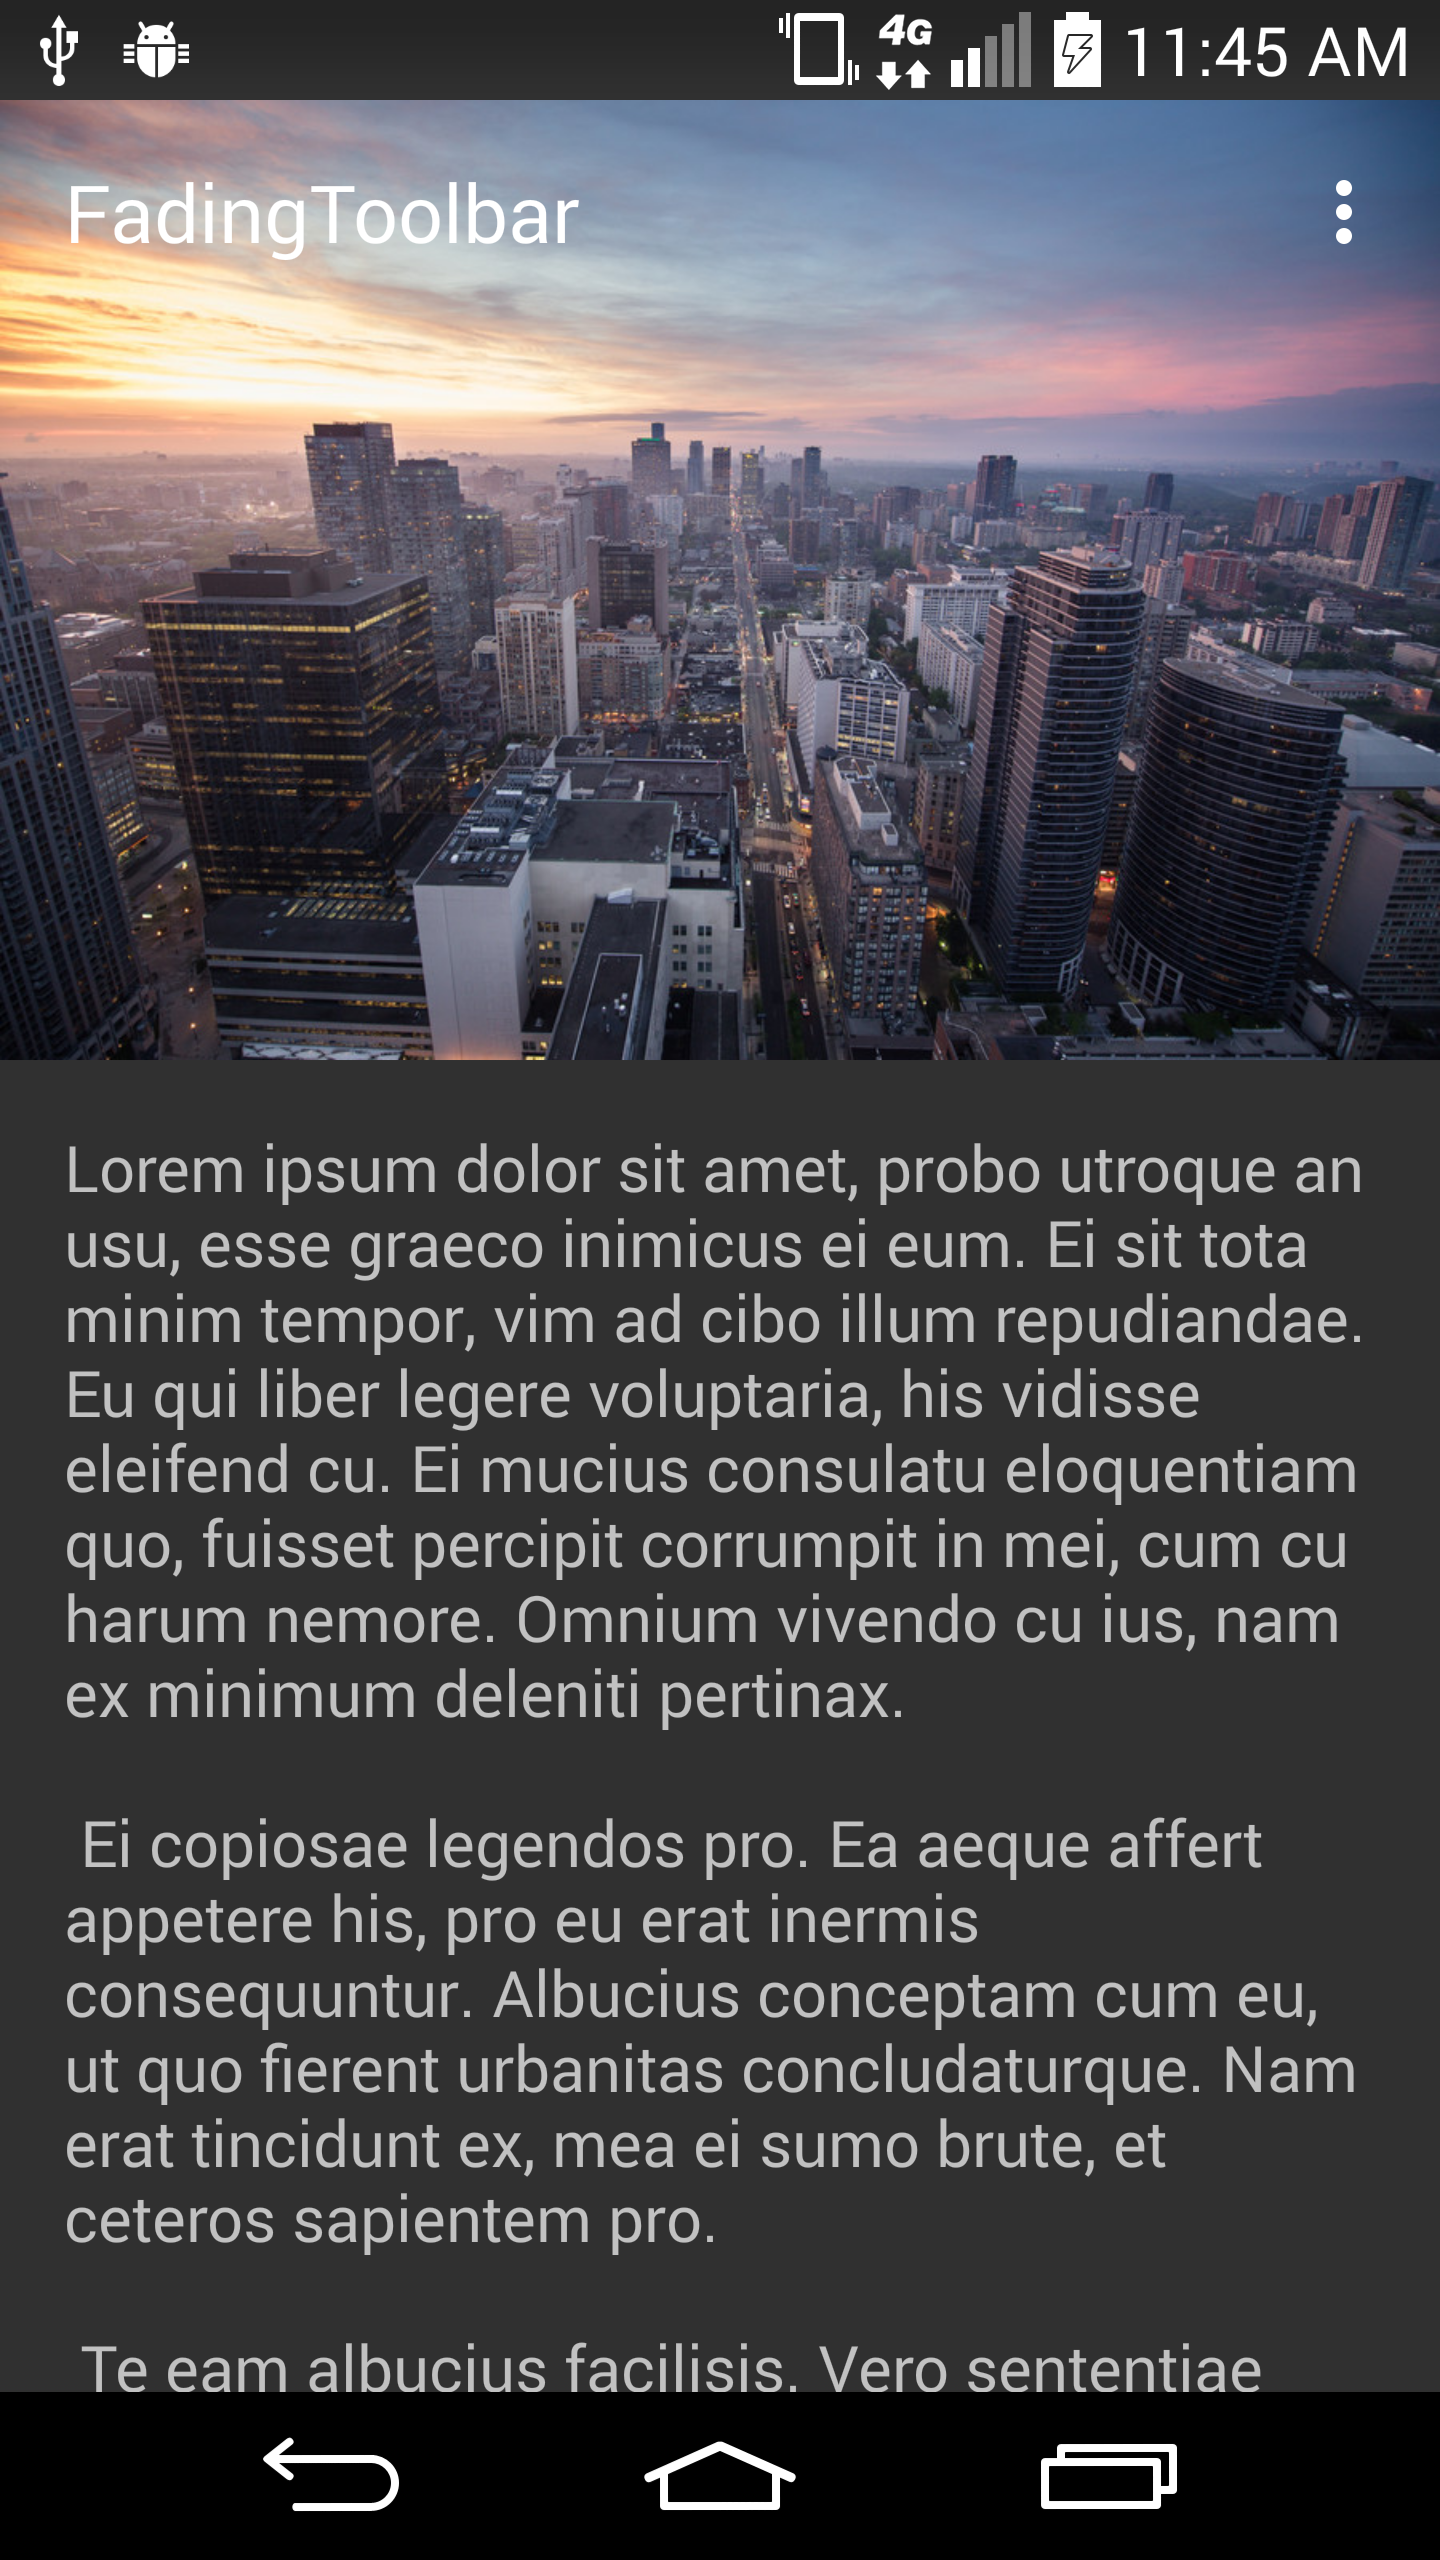 4G 11:45 AM
FadingToolbar
Lorem ipsum dolor sit amet, probo utroque an
usu, esse graeco inimicus ei eum. Ei sit tota
minim tempor, vim ad cibo illum repudiandae.
Eu qui liber legere voluptaria, his vidisse
eleifend cu. Ei mucius consulatu eloquentiam
quo, fuisset percipit corrumpit in mei, cum cu
harum nemore. Omnium vivendo cu ius, nam
ex minimum deleniti pertinax.
Ei copiosae legendos pro. Ea aeque affert
appetere his, pro eu erat inermis
consequuntur. Albucius conceptam cum eu,
ut quo fierent urbanitas concludaturque. Nam
erat tincidunt ex, mea ei sumo brute, et
ceteros sapientem pro.
Te eam albucius facilisis. Vero sententiae